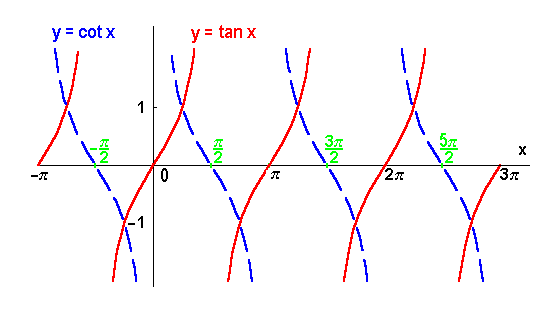 y = cot x
y = tan x
1
-π/2
π/2
3π/2
5π/2
x
-π
0
π
2π
3π
-1